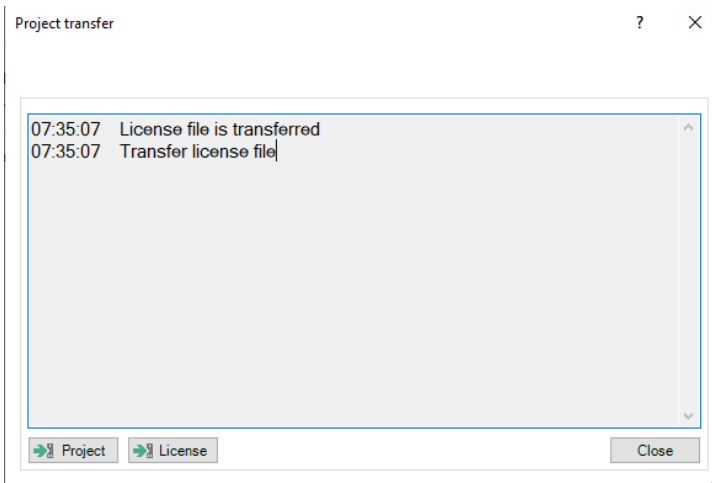 Project transfer
? ×
07:35:07 License file is transferred
07:35:07 Transfer license file
Project License Close